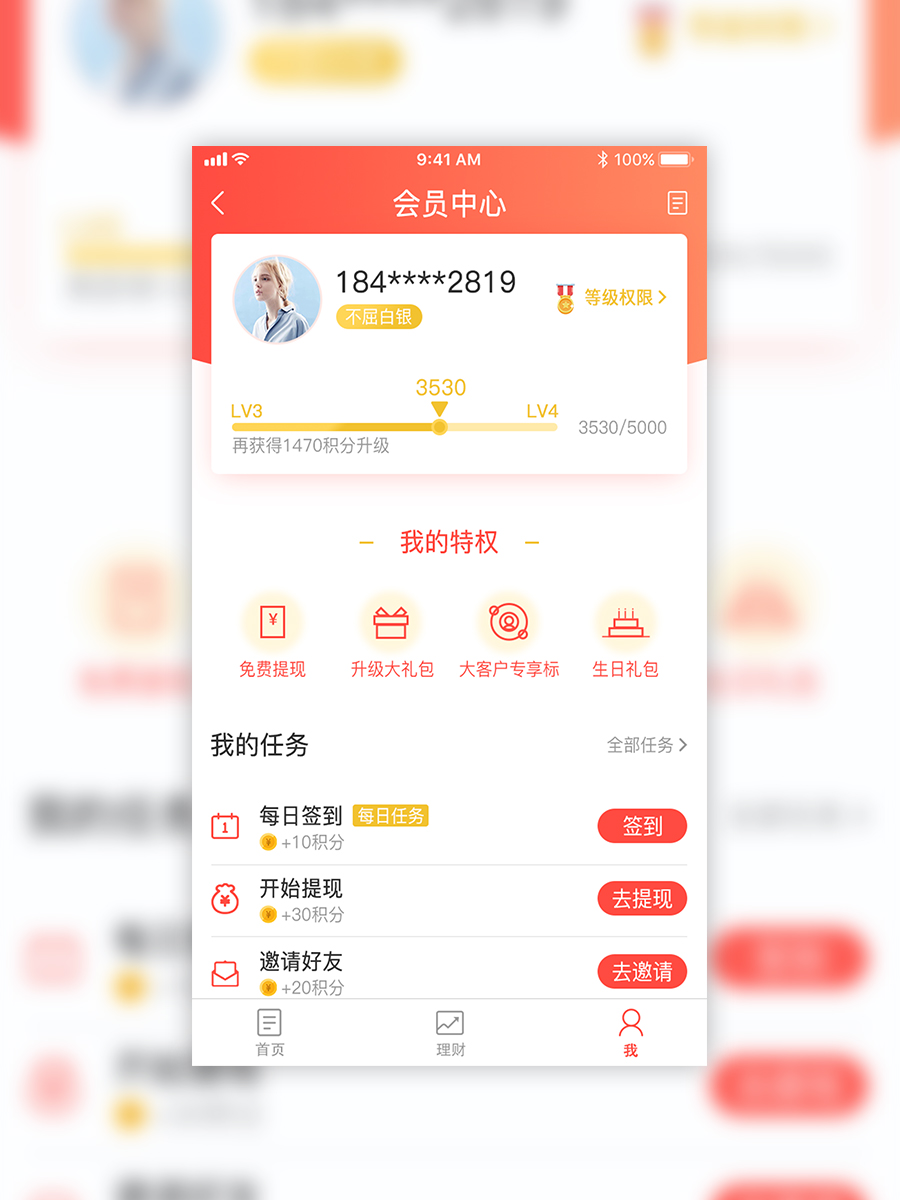 9:41 AM
100%
会员中心
184****2819
不屈白银
等级权限
3530
LV3
LV4
3530/5000
再获得1470积分升级
我的特权
¥
免费提现
升级大礼包
大客户专享标
生日礼包
我的任务
全部任务
1
每日签到
每日任务
签到
¥
+10积分
¥
开始提现
去提现
¥
+30积分
邀请好友
去邀请
¥
+20积分
首页
理财
我